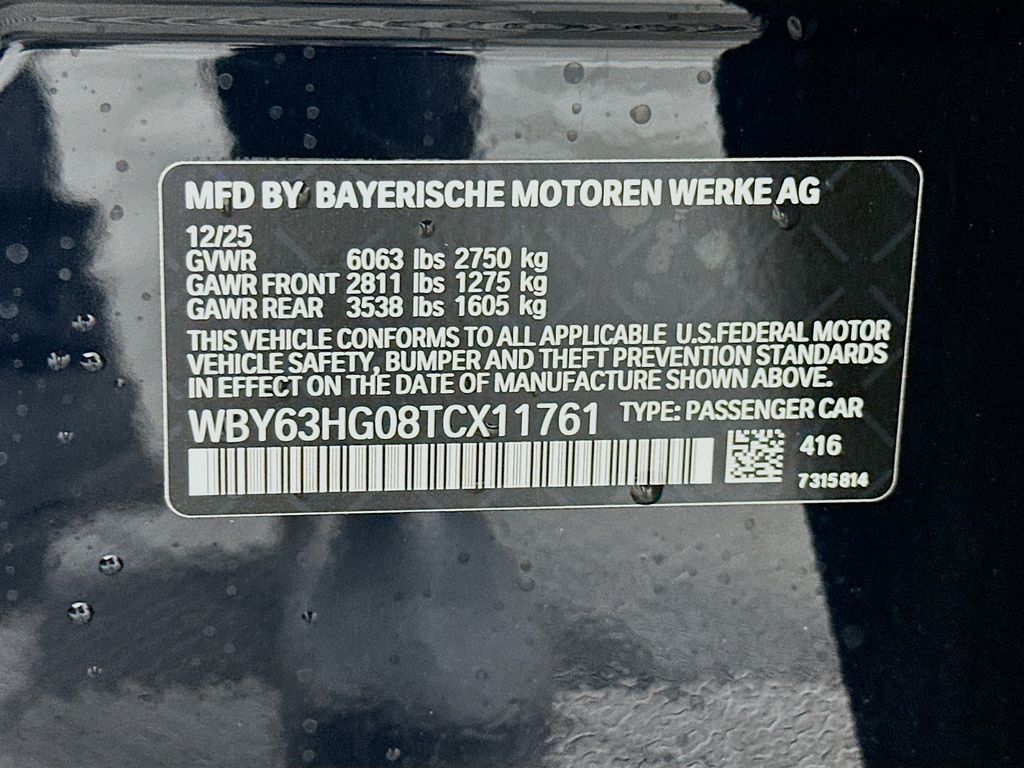 MFD BY BAYERISCHE MOTOREN WERKE AG
12/25
GVWR 6063 lbs 2750 kg
GAWR FRONT 2811 lbs 1275 kg
GAWR REAR 3538 lbs 1605 kg
THIS VEHICLE CONFORMS TO ALL APPLICABLE U.S.FEDERAL MOTOR
VEHICLE SAFETY, BUMPER AND THEFT PREVENTION STANDARDS
IN EFFECT ON THE DATE OF MANUFACTURE SHOWN ABOVE.
WBY63HG08TCX11761 TYPE: PASSENGER CAR
416
7315814